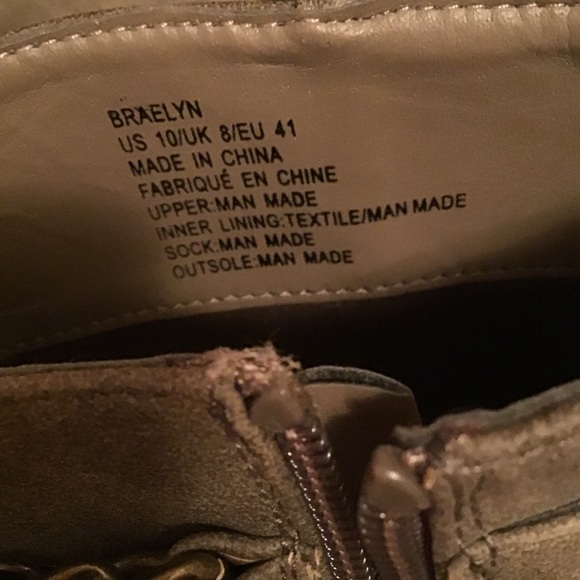 BRAELYN
US 10/UK 8/EU 41
MADE IN CHINA
FABRIQUÉ EN CHINE
UPPER:MAN MADE
INNER LINING:TEXTILE/MAN MADE
SOCK:MAN MADE
OUTSOLE:MAN MADE